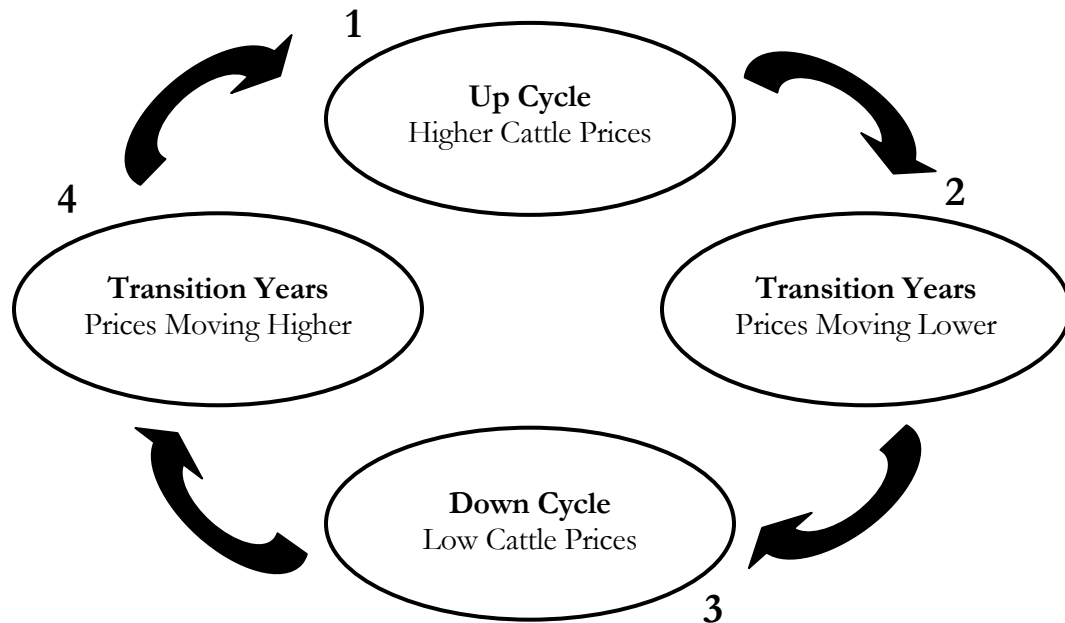 1
Up Cycle
Higher Cattle Prices
2
Transition Years
Prices Moving Lower
3
Down Cycle
Low Cattle Prices
4
Transition Years
Prices Moving Higher